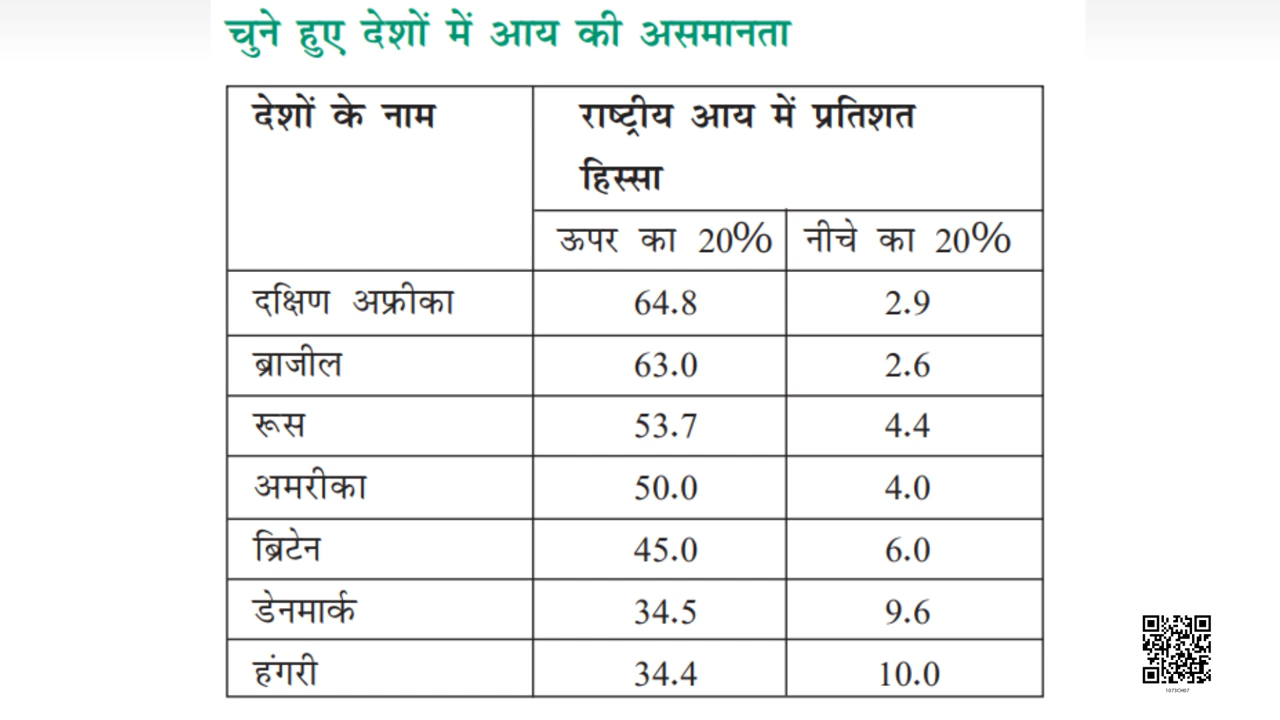 चुने हुए देशों में आय की असमानता
देशों के नाम राष्ट्रीय आय में प्रतिशत
हिस्सा
ऊपर का 20% नीचे का 20%
दक्षिण अफ्रीका 64.8 2.9
ब्राजील 63.0 2.6
रूस 53.7 4.4
अमरीका 50.0 4.0
ब्रिटेन 45.0 6.0
डेनमार्क 34.5 9.6
हंगरी 34.4 10.0
1073CH07